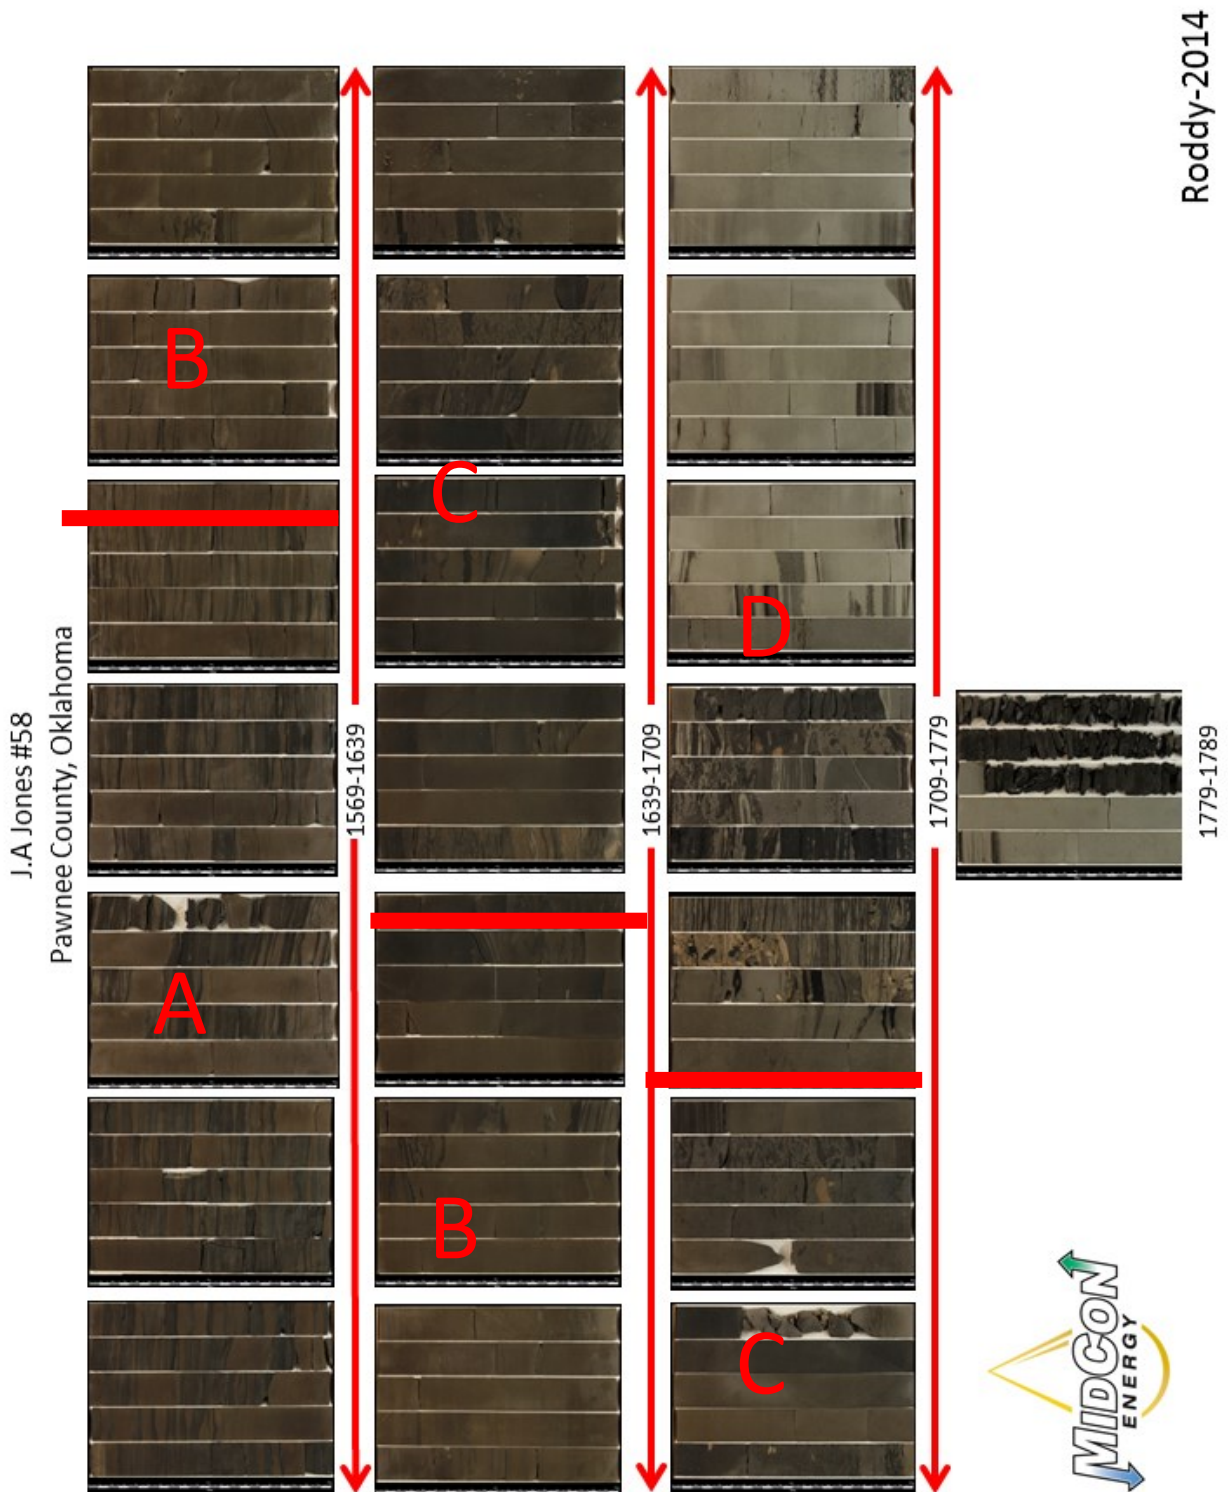 J.A Jones #58
Pawnee County, Oklahoma
A
B
1569-1639
B
C
1639-1709
C
D
1709-1779
1779-1789
MIDCON
ENERGY
Roddy-2014